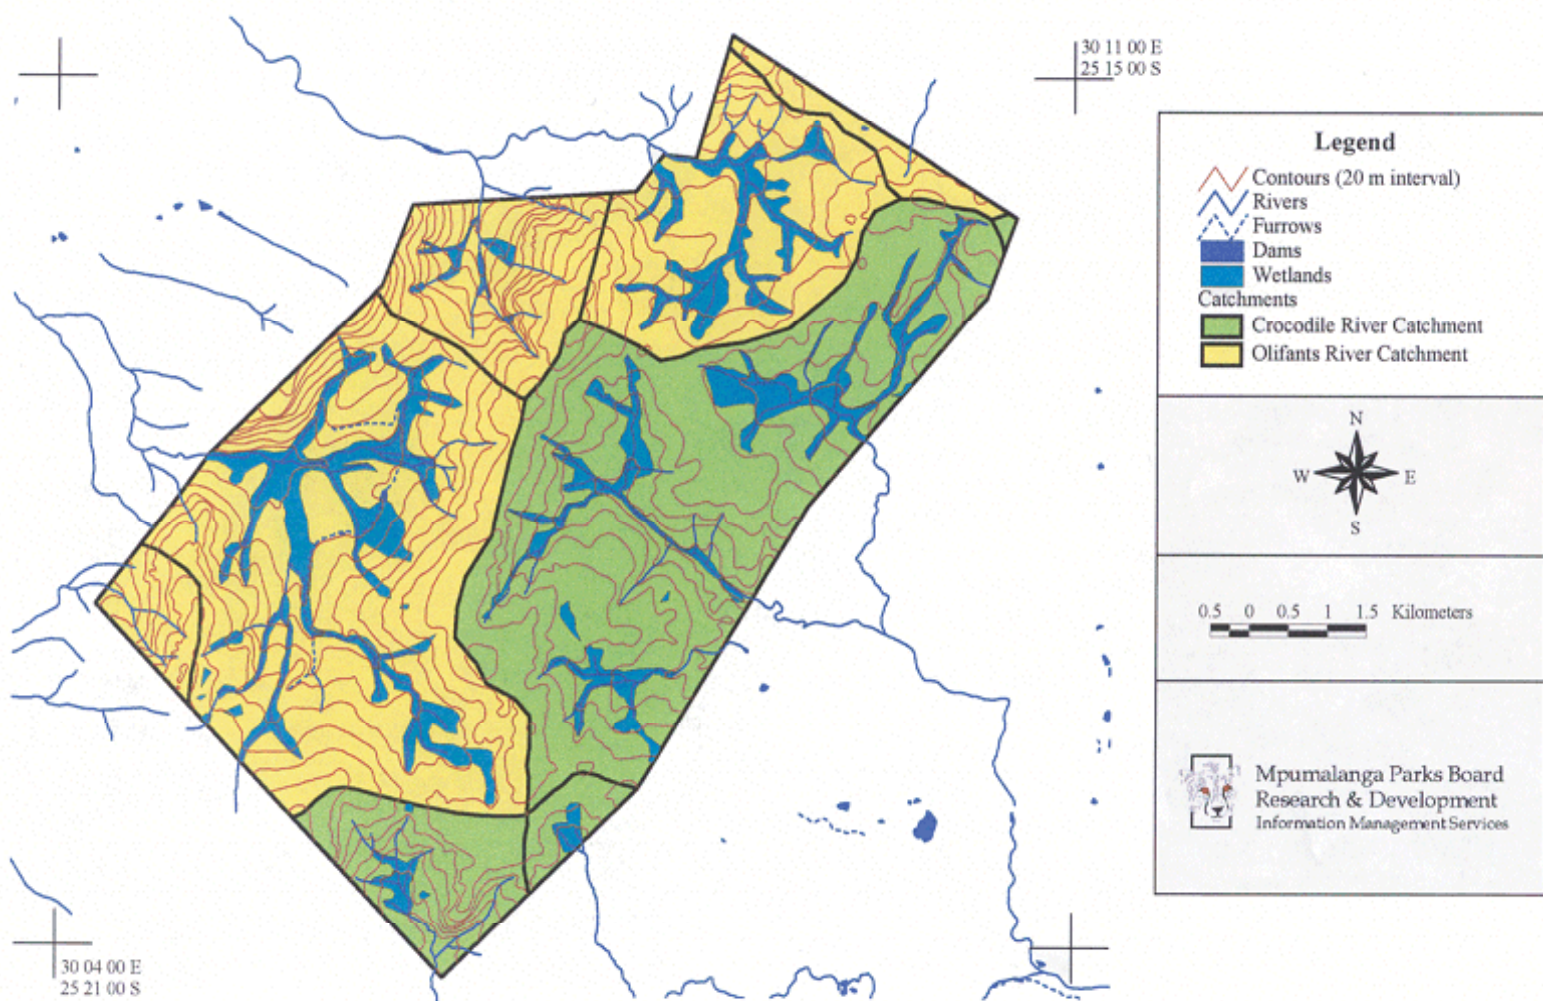 30 11 00 E
25 15 00 S
Legend
Contours (20 m interval)
Rivers
Furrows
Dams
Wetlands
Catchments
Crocodile River Catchment
Olifants River Catchment
N
W E
S
0.5 0 0.5 1 1.5 Kilometers
Mpumalanga Parks Board
Research & Development
Information Management Services
30 04 00 E
25 21 00 S